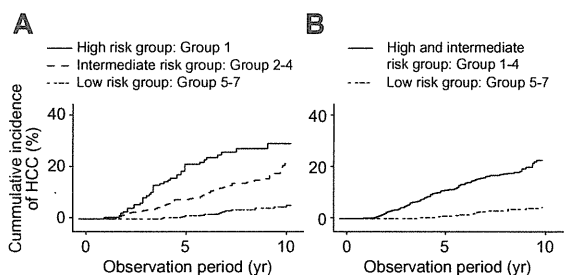 A
High risk group: Group 1
Intermediate risk group: Group 2-4
Low risk group: Group 5-7
Cummulative incidence
of HCC (%)
40
20
0
0
5
10
Observation period (yr)
B
High and intermediate
risk group: Group 1-4
Low risk group: Group 5-7
40
20
0
0
5
10
Observation period (yr)